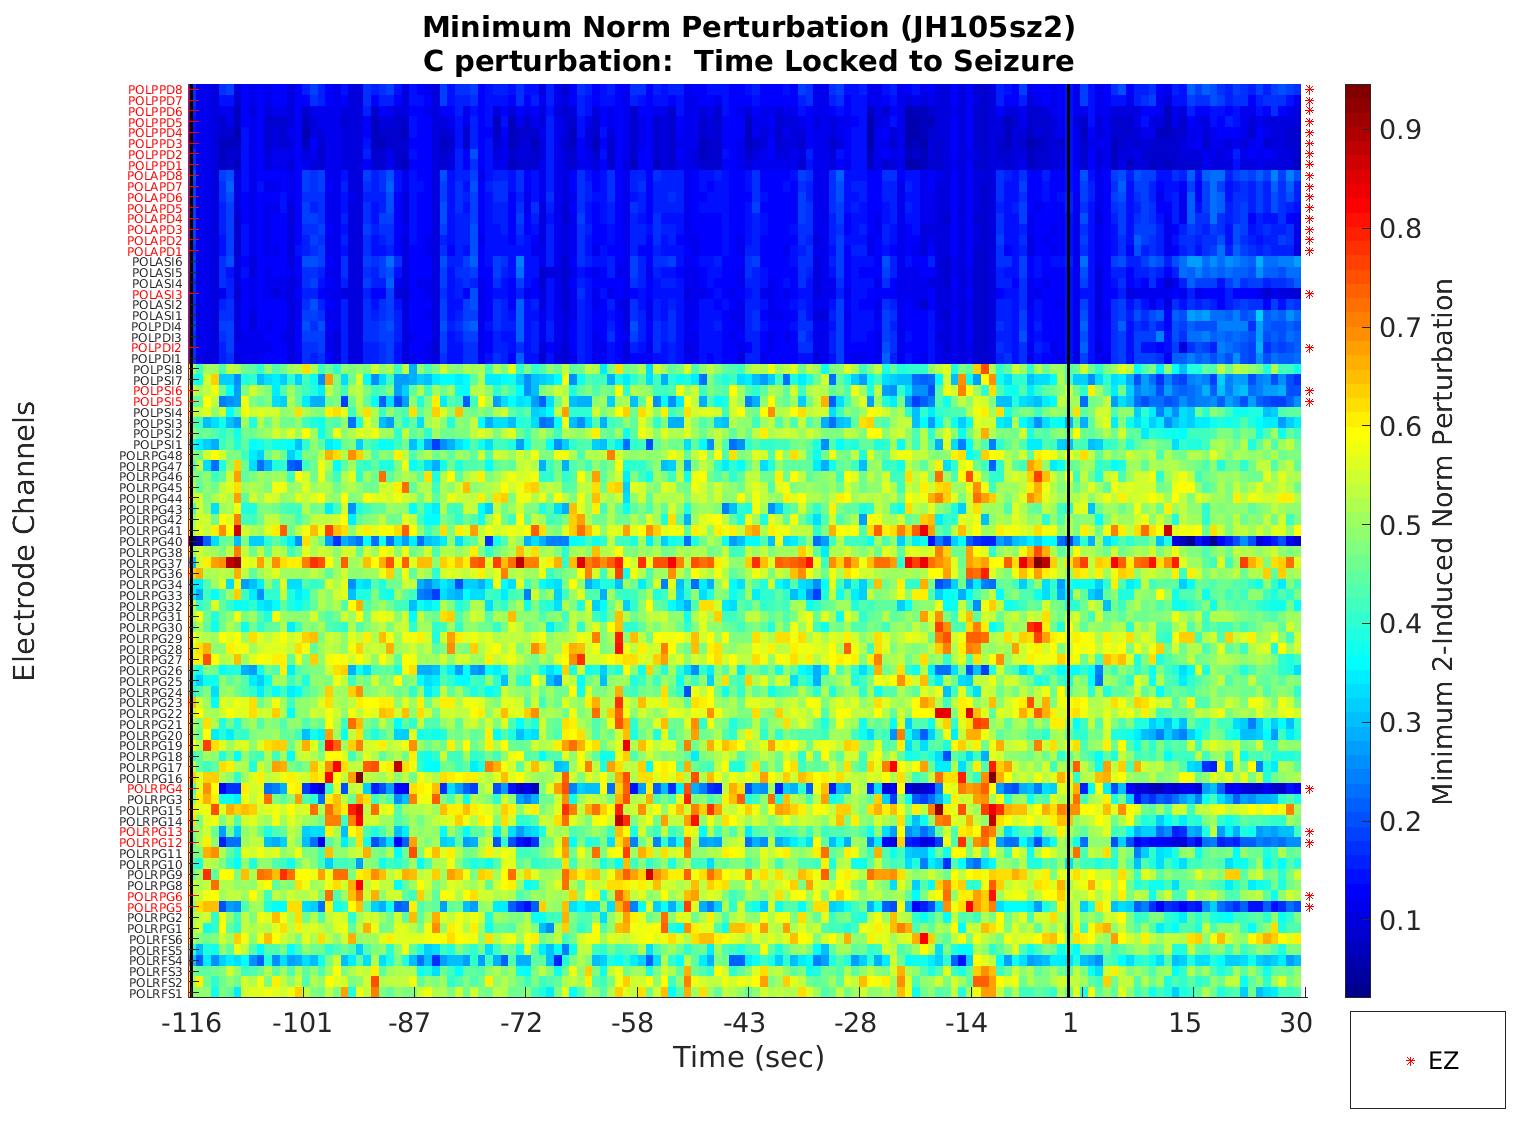 Minimum Norm Perturbation (JH105sz2)
C perturbation:  Time Locked to Seizure
Electrode Channels
POLPPD8
POLPPD7
POLPPD6
POLPPD5
POLPPD4
POLPPD3
POLPPD2
POLPPD1
POLAPD8
POLAPD7
POLAPD6
POLAPD5
POLAPD4
POLAPD3
POLAPD2
POLAPD1
POLASI6
POLASI5
POLASI4
POLASI3
POLASI2
POLASI1
POLPDI4
POLPDI3
POLPDI2
POLPDI1
POLPSI8
POLPSI7
POLPSI6
POLPSI5
POLPSI4
POLPSI3
POLPSI2
POLPSI1
POLRPG48
POLRPG47
POLRPG46
POLRPG45
POLRPG44
POLRPG43
POLRPG42
POLRPG41
POLRPG40
POLRPG38
POLRPG37
POLRPG36
POLRPG34
POLRPG33
POLRPG32
POLRPG31
POLRPG30
POLRPG29
POLRPG28
POLRPG27
POLRPG26
POLRPG25
POLRPG24
POLRPG23
POLRPG22
POLRPG21
POLRPG20
POLRPG19
POLRPG18
POLRPG17
POLRPG16
POLRPG4
POLRPG3
POLRPG15
POLRPG14
POLRPG13
POLRPG12
POLRPG11
POLRPG10
POLRPG9
POLRPG8
POLRPG6
POLRPG5
POLRPG2
POLRPG1
POLRFS6
POLRFS5
POLRFS4
POLRFS3
POLRFS2
POLRFS1
-116 -101 -87 -72 -58 -43 -28 -14 1 15 30
Time (sec)
0.9
0.8
0.7
0.6
0.5
0.4
0.3
0.2
0.1
Minimum 2-Induced Norm Perturbation
EZ